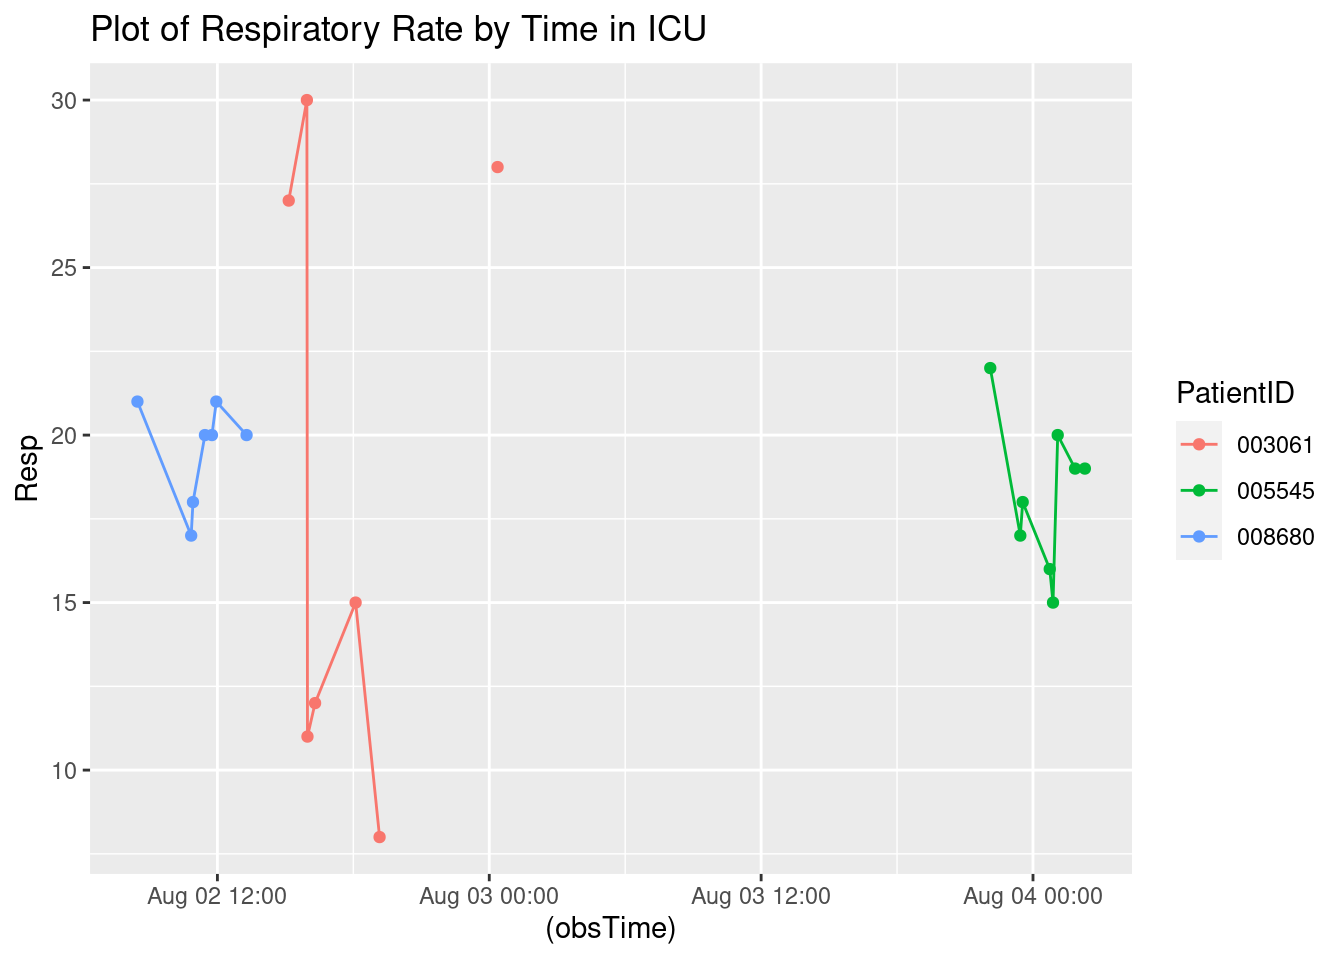 Plot of Respiratory Rate by Time in ICU
30
25
20
15
10
Resp
Aug 02 12:00
Aug 03 00:00
Aug 03 12:00
Aug 04 00:00
(obsTime)
PatientID
003061
005545
008680